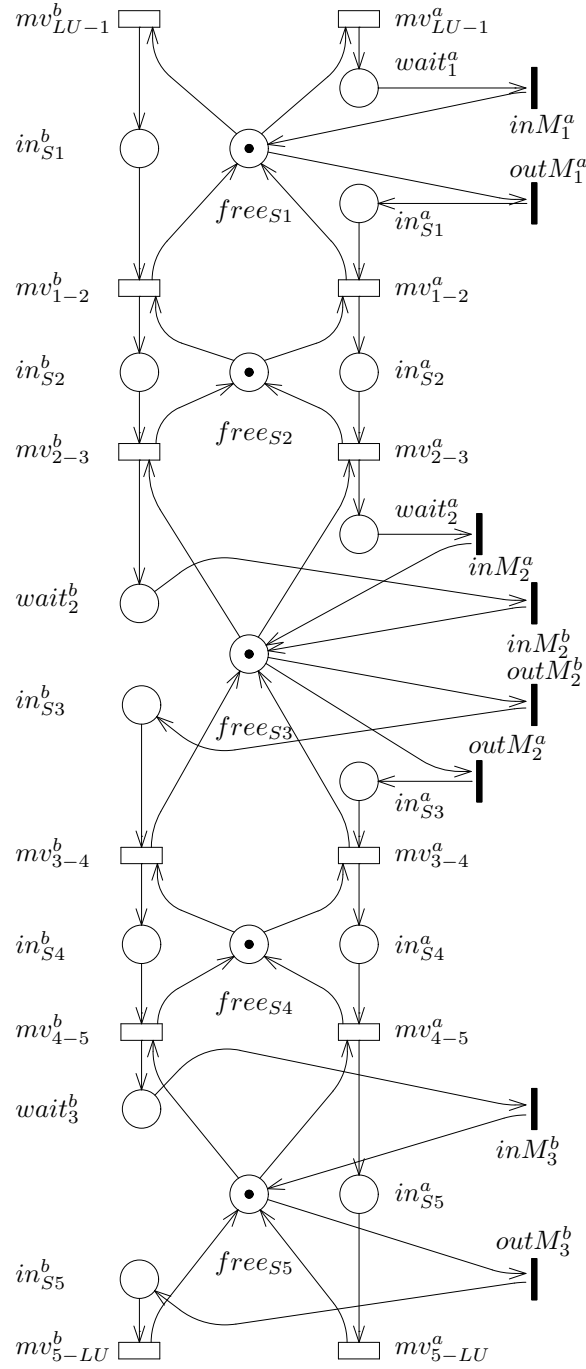 mv^b_{LU-1} mv^a_{LU-1}
wait^a_1
inM^a_1
in^b_{S1}
outM^a_1
free_{S1} in^a_{S1}
mv^b_{1-2} mv^a_{1-2}
in^b_{S2} in^a_{S2}
free_{S2}
mv^b_{2-3} mv^a_{2-3}
wait^a_2
inM^a_2
wait^b_2
inM^b_2
outM^b_2
in^b_{S3}
free_{S3}
outM^a_2
in^a_{S3}
mv^b_{3-4} mv^a_{3-4}
in^b_{S4} in^a_{S4}
free_{S4}
mv^b_{4-5} mv^a_{4-5}
wait^b_3
inM^b_3
in^a_{S5}
outM^b_3
free_{S5}
in^b_{S5}
mv^b_{5-LU} mv^a_{5-LU}